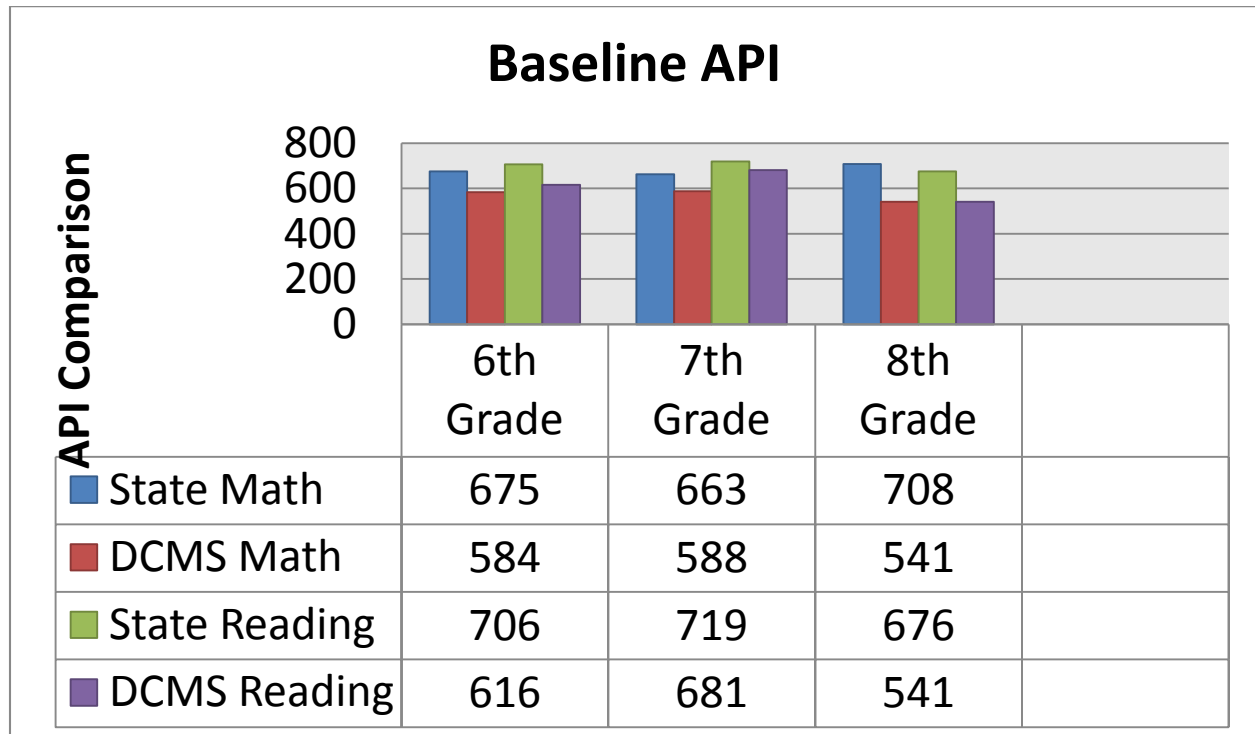 Baseline API
API Comparison
800
600
400
200
0
6th
Grade
7th
Grade
8th
Grade
State Math 675 663 708
DCMS Math 584 588 541
State Reading 706 719 676
DCMS Reading 616 681 541